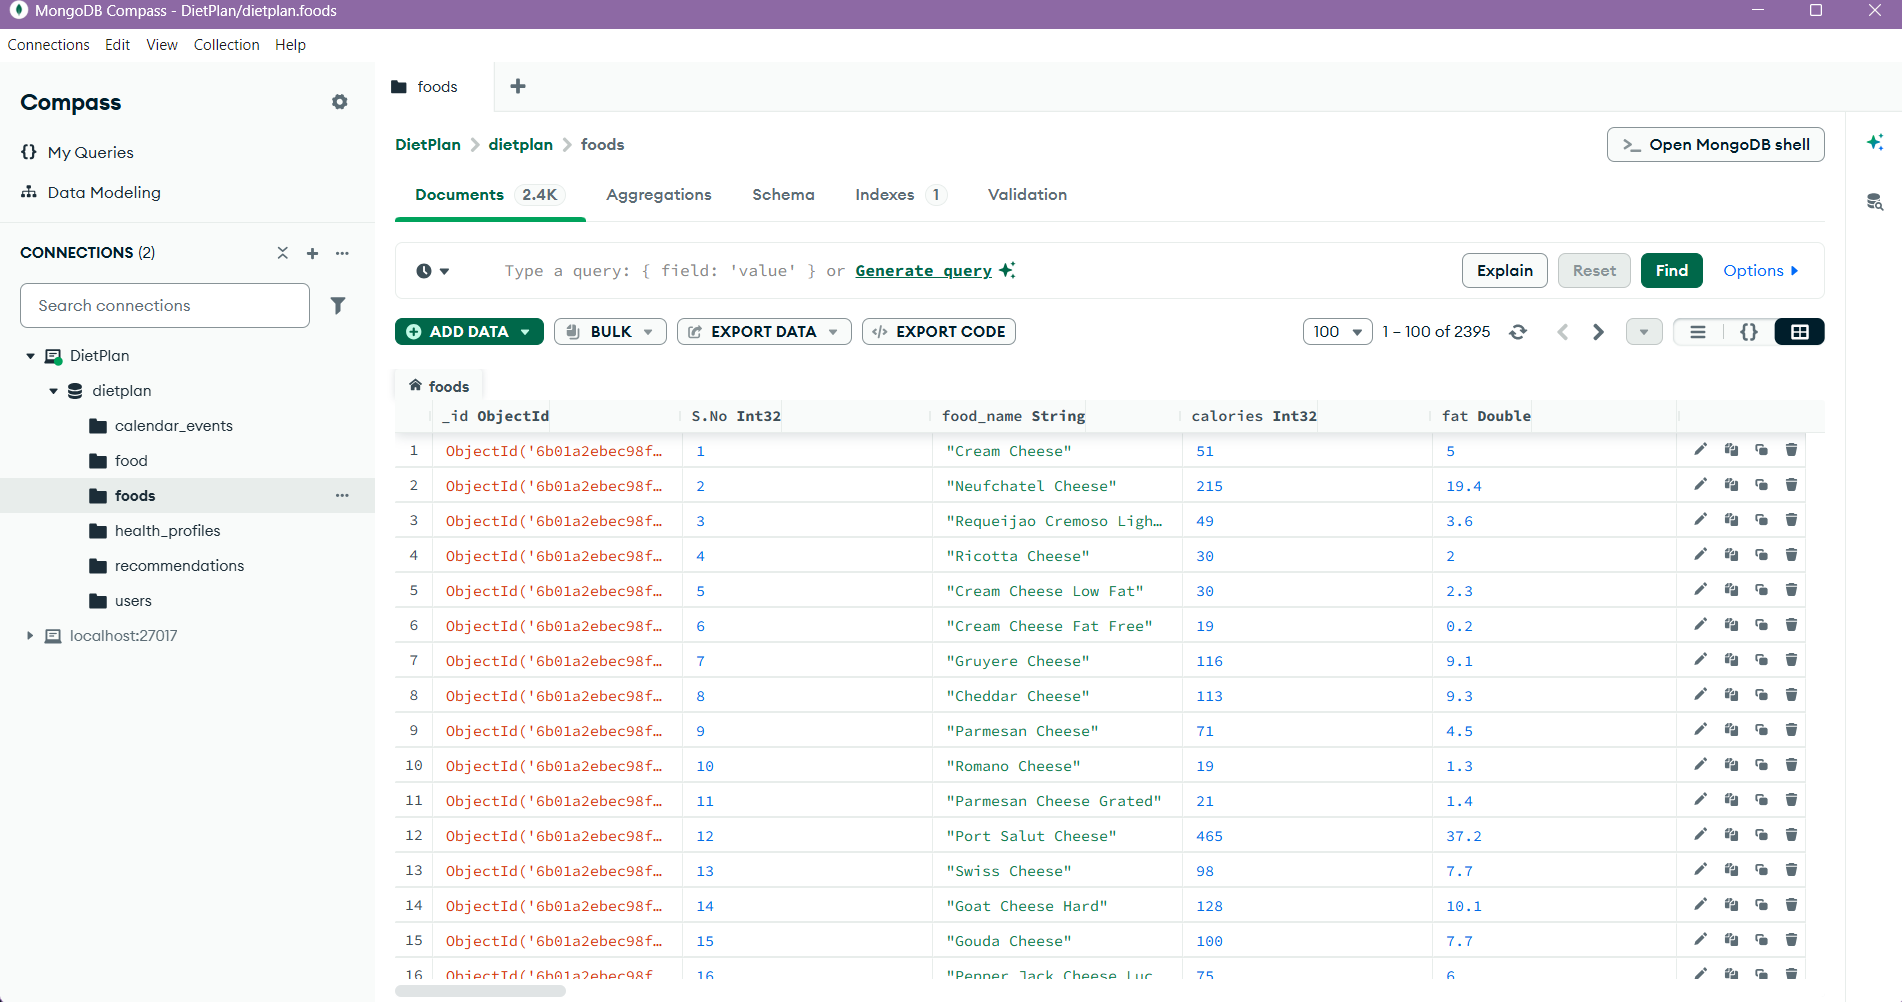 MongoDB Compass - DietPlan/dietplan.foods
Connections Edit View Collection Help
Compass
My Queries
Data Modeling
CONNECTIONS (2)
Search connections
DietPlan
dietplan
calendar_events
food
foods
health_profiles
recommendations
users
localhost:27017
foods
DietPlan > dietplan > foods
>_ Open MongoDB shell
Documents 2.4K Aggregations Schema Indexes 1 Validation
Type a query: { field: 'value' } or Generate query
Explain Reset Find Options
ADD DATA BULK EXPORT DATA </> EXPORT CODE
100 1 – 100 of 2395 {}
foods
_id ObjectId S.No Int32 food_name String calories Int32 fat Double
1 ObjectId('6b01a2ebec98f… 1 "Cream Cheese" 51 5
2 ObjectId('6b01a2ebec98f… 2 "Neufchatel Cheese" 215 19.4
3 ObjectId('6b01a2ebec98f… 3 "Requeijao Cremoso Ligh… 49 3.6
4 ObjectId('6b01a2ebec98f… 4 "Ricotta Cheese" 30 2
5 ObjectId('6b01a2ebec98f… 5 "Cream Cheese Low Fat" 30 2.3
6 ObjectId('6b01a2ebec98f… 6 "Cream Cheese Fat Free" 19 0.2
7 ObjectId('6b01a2ebec98f… 7 "Gruyere Cheese" 116 9.1
8 ObjectId('6b01a2ebec98f… 8 "Cheddar Cheese" 113 9.3
9 ObjectId('6b01a2ebec98f… 9 "Parmesan Cheese" 71 4.5
10 ObjectId('6b01a2ebec98f… 10 "Romano Cheese" 19 1.3
11 ObjectId('6b01a2ebec98f… 11 "Parmesan Cheese Grated" 21 1.4
12 ObjectId('6b01a2ebec98f… 12 "Port Salut Cheese" 465 37.2
13 ObjectId('6b01a2ebec98f… 13 "Swiss Cheese" 98 7.7
14 ObjectId('6b01a2ebec98f… 14 "Goat Cheese Hard" 128 10.1
15 ObjectId('6b01a2ebec98f… 15 "Gouda Cheese" 100 7.7
16 ObjectId('6b01a2ebec98f… 16 "Pepper Jack Cheese Luc… 75 6